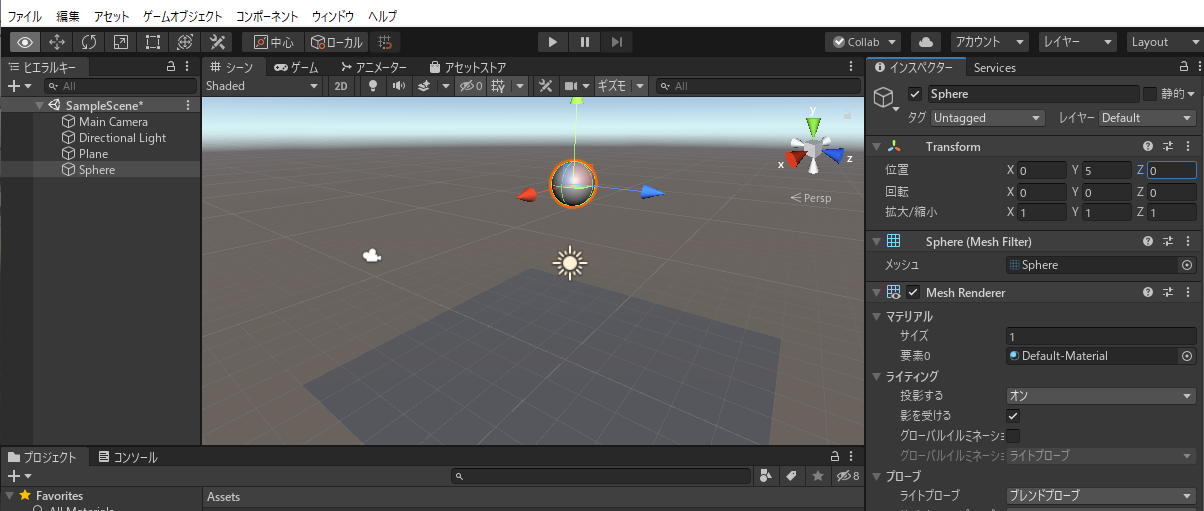 ファイル 編集 アセット ゲームオブジェクト コンポーネント ウィンドウ ヘルプ
中心 ローカル Collab アカウント レイヤー Layout
ヒエラルキー
All
SampleScene*
Main Camera
Directional Light
Plane
Sphere
シーン ゲーム アニメーター アセットストア
Shaded 2D 0 ギズモ All
y
x
z
Persp
インスペクター Services
Sphere 静的
タグ Untagged レイヤー Default
Transform
位置 X 0 Y 5 Z 0
回転 X 0 Y 0 Z 0
拡大/縮小 X 1 Y 1 Z 1
Sphere (Mesh Filter)
メッシュ Sphere
Mesh Renderer
マテリアル
サイズ 1
要素0 Default-Material
ライティング
投影する オン
影を受ける
グローバルイルミネーショ
グローバルイルミネーショ ライトプローブ
プローブ
ライトプローブ ブレンドプローブ
プロジェクト コンソール
8
Favorites
Assets
All Materials